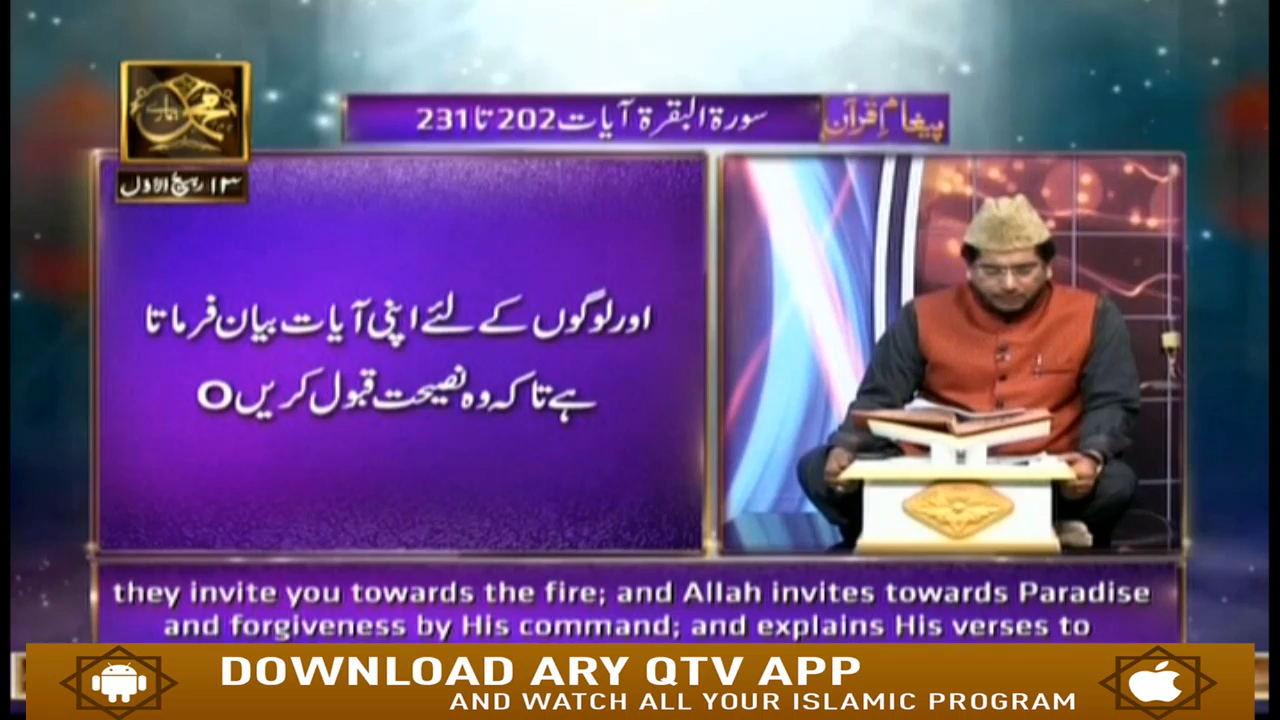 محمد ہمارے
۱۳ ربیع الاول
پیغامِ قرآن
سورۃ البقرۃ آیات 202 تا 231
اور لوگوں کے لئے اپنی آیات بیان فرماتا
ہے تا کہ وہ نصیحت قبول کریں O
they invite you towards the fire; and Allah invites towards Paradise
and forgiveness by His command; and explains His verses to
DOWNLOAD ARY QTV APP
AND WATCH ALL YOUR ISLAMIC PROGRAM